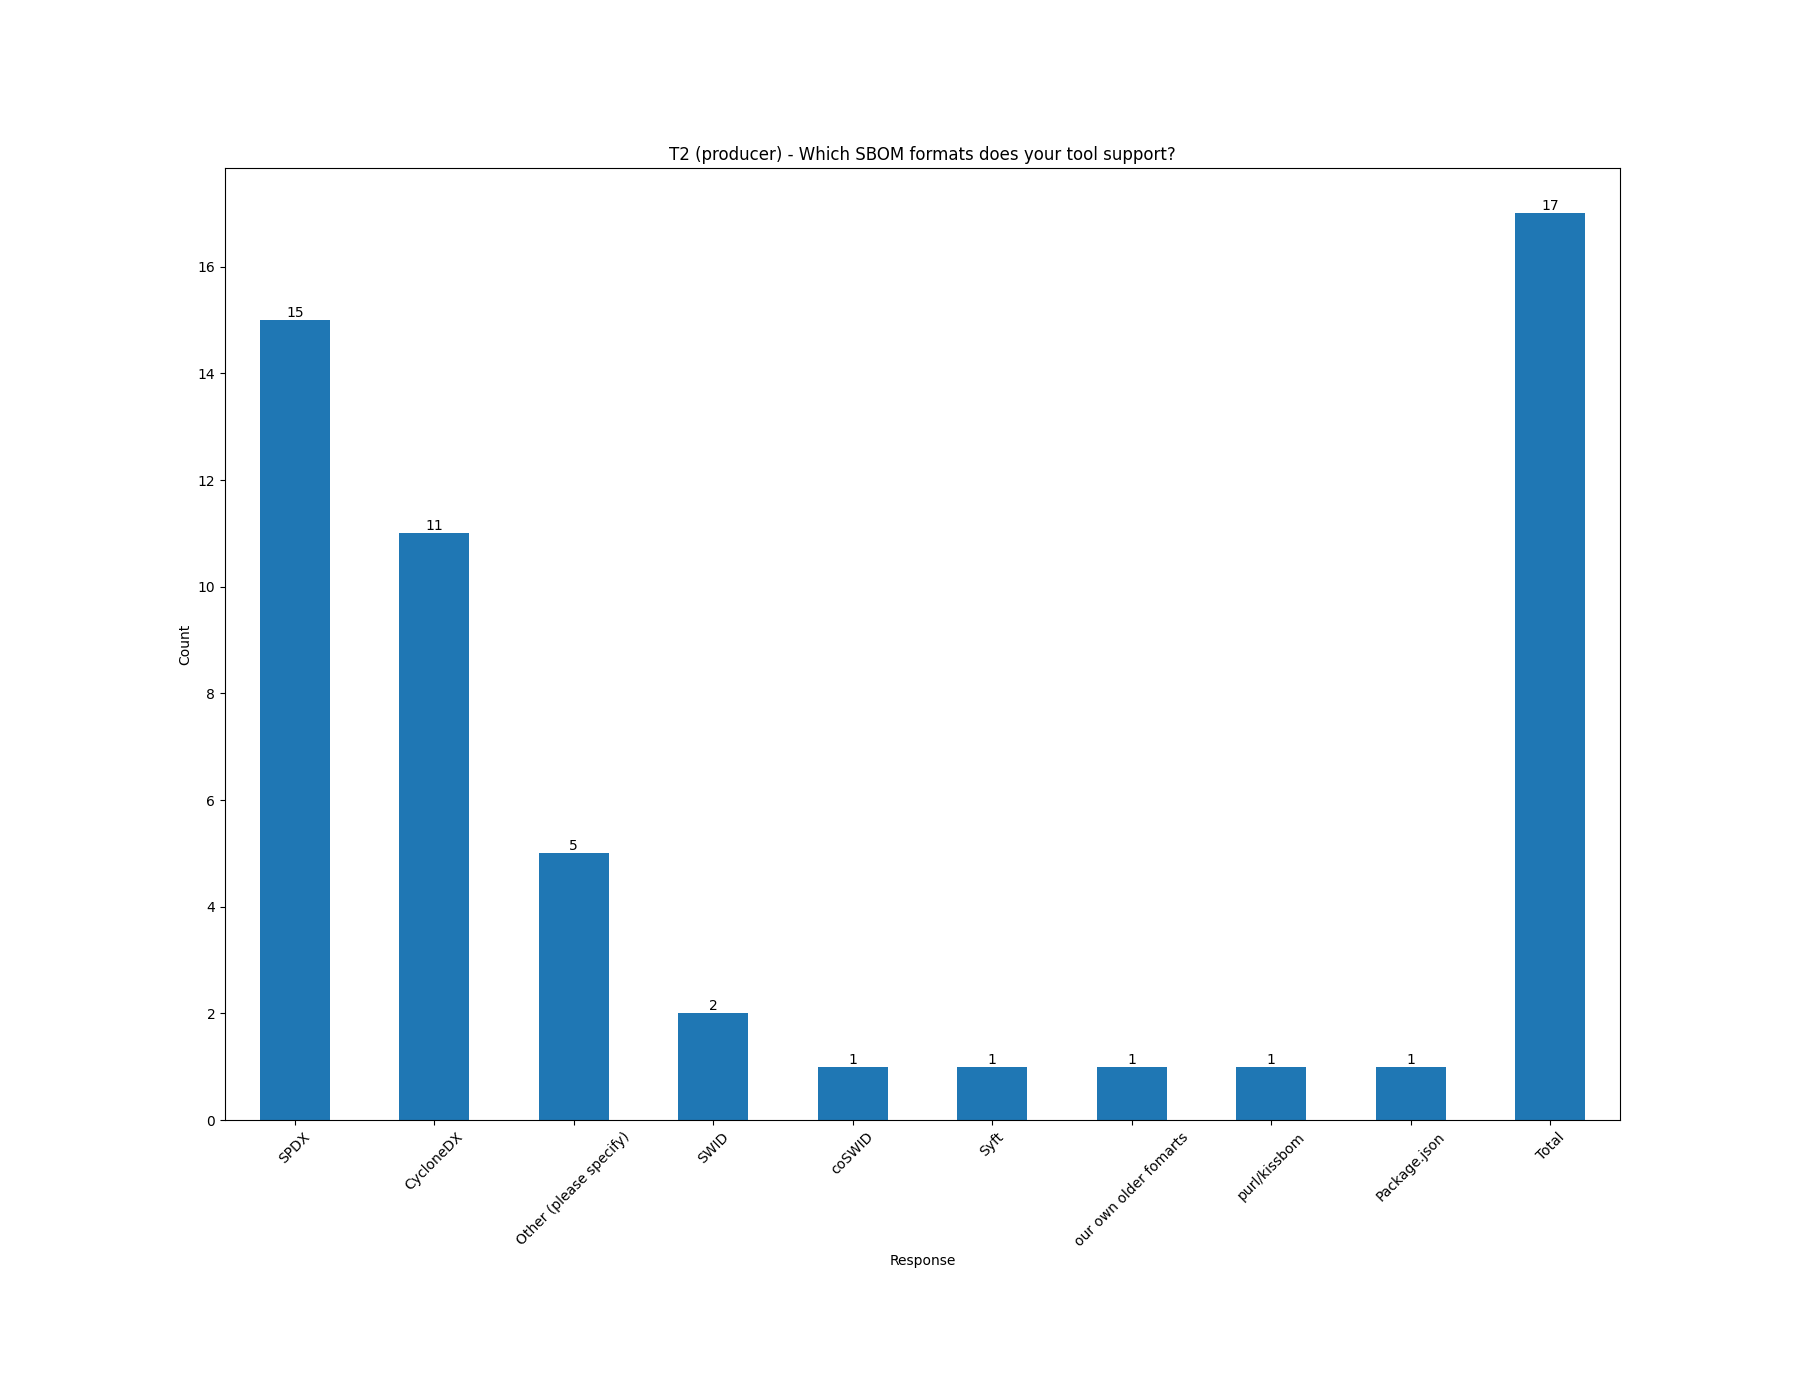 T2 (producer) - Which SBOM formats does your tool support?
17
16
15
14
12
11
10
Count
8
6
5
4
2
2
1
1
1
1
1
0
SPDX
CycloneDX
Other (please specify)
SWID
coSWID
Syft
our own older fomarts
purl/kissbom
Package.json
Total
Response